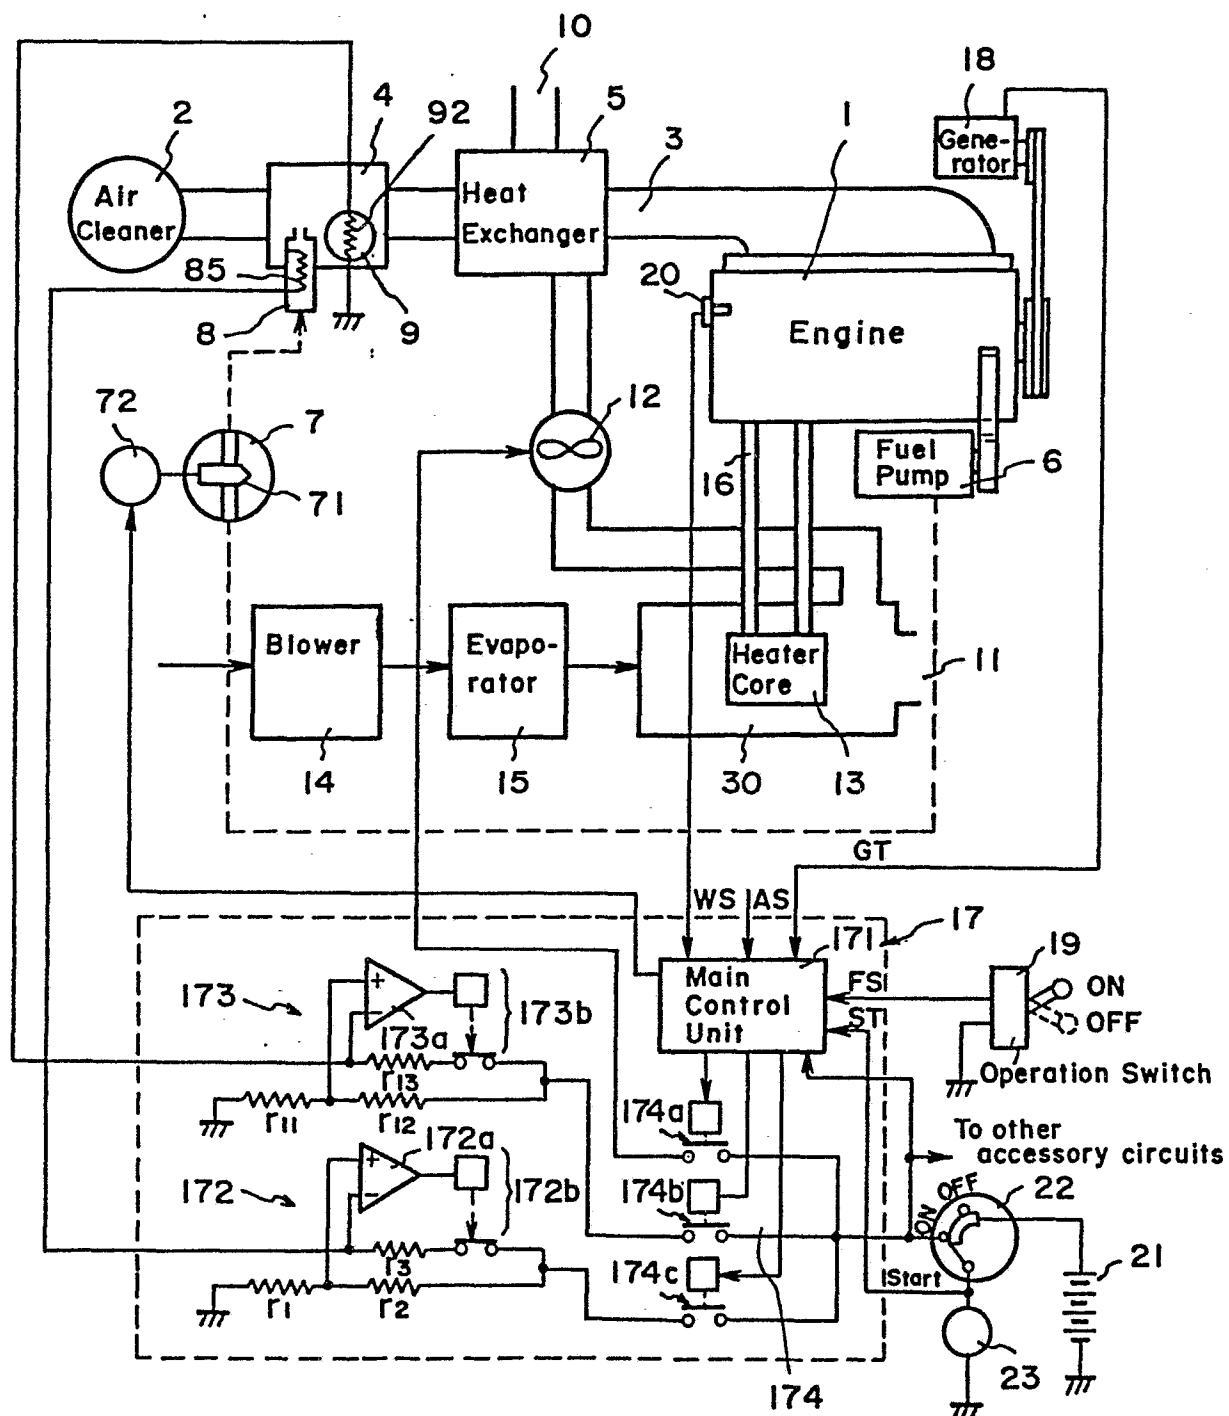 10
18
2
4
92
5
1
Gene-
rator
3
Air
Cleaner
Heat
Exchanger
85
20
8
9
Engine
72
7
12
Fuel
Pump
6
16
71
Blower
Evapo-
rator
Heater
Core
11
14
15
30
13
GT
WS
AS
17
171
19
173
+
-
173b
Main
Control
Unit
FS
ON
ST
OFF
173a
r13
Operation Switch
r11
r12
174a
172a
To other
accessory circuits
172
+
-
172b
174b
OFF
22
ON
r3
174c
21
Start
r1
r2
23
174